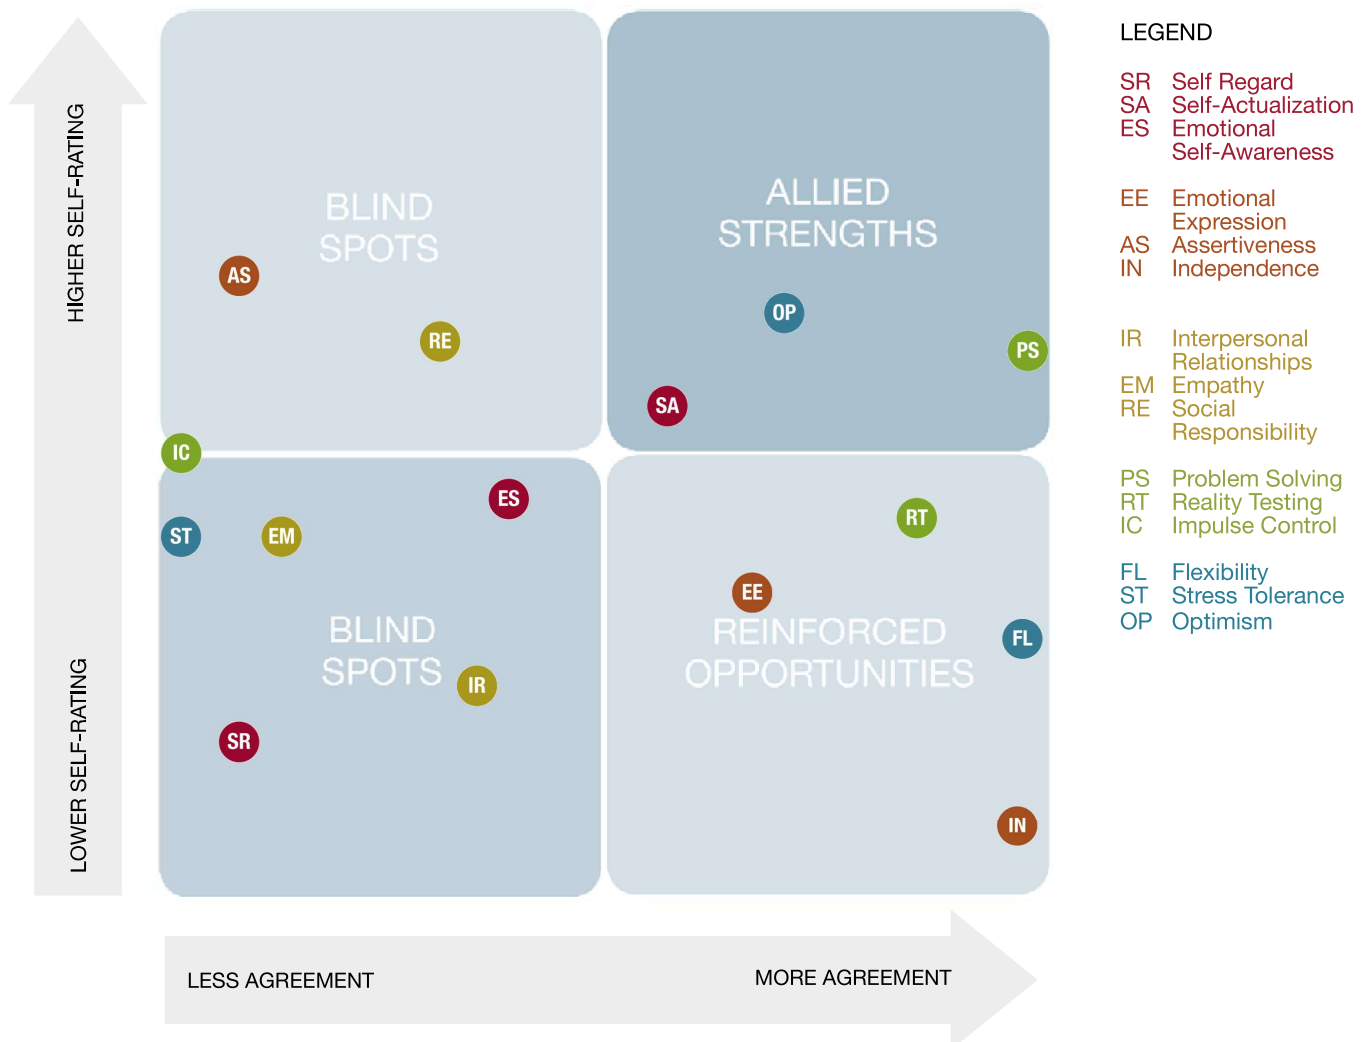 HIGHER SELF-RATING
LOWER SELF-RATING
BLIND
SPOTS
AS
RE
IC
ALLIED
STRENGTHS
OP
PS
SA
ES
ST
EM
BLIND
SPOTS
IR
SR
RT
EE
REINFORCED
OPPORTUNITIES
FL
IN
LESS AGREEMENT
MORE AGREEMENT
LEGEND
SR Self Regard
SA Self-Actualization
ES Emotional
Self-Awareness
EE Emotional
Expression
AS Assertiveness
IN Independence
IR Interpersonal
Relationships
EM Empathy
RE Social
Responsibility
PS Problem Solving
RT Reality Testing
IC Impulse Control
FL Flexibility
ST Stress Tolerance
OP Optimism